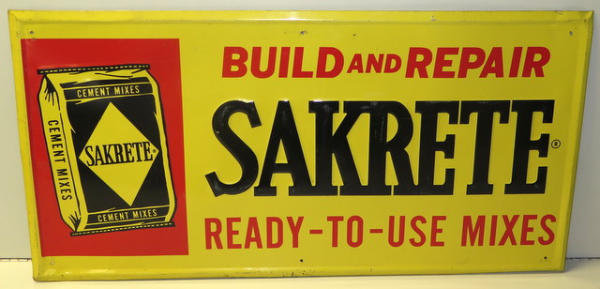 CEMENT MIXES
CEMENT MIXES
SAKRETE
CEMENT MIXES
BUILD AND REPAIR
SAKRETE®
READY-TO-USE MIXES